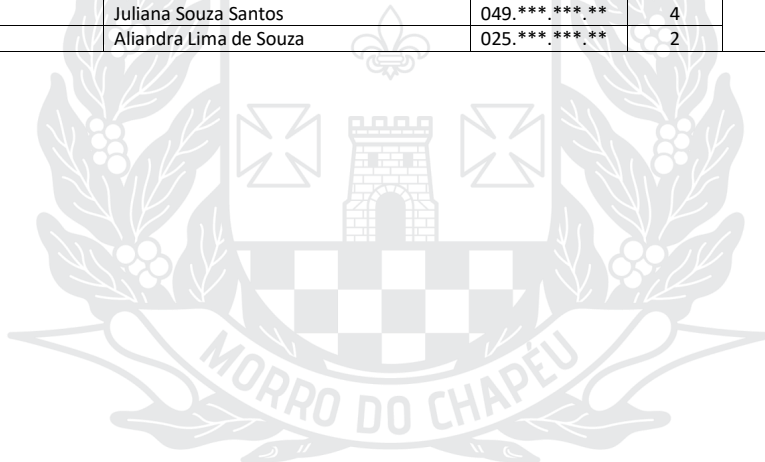 Juliana Souza Santos 049.***.***.** 4
Aliandra Lima de Souza 025.***.***.** 2
MORRO DO CHAPÉU